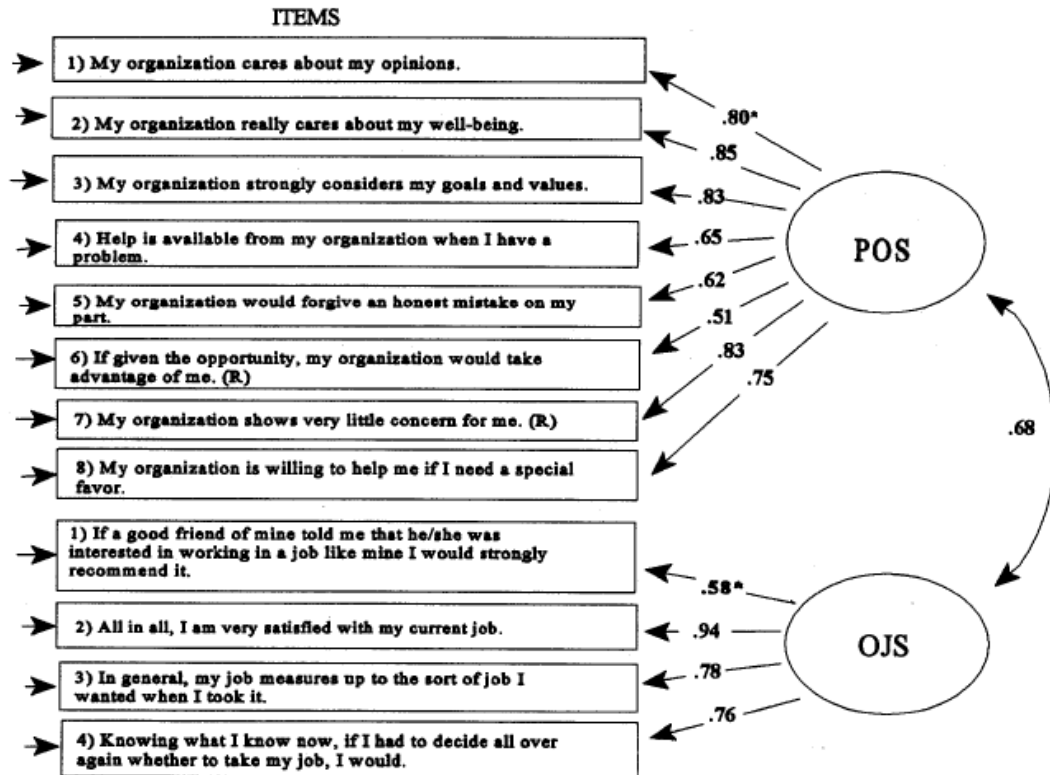 ITEMS
1) My organization cares about my opinions.
2) My organization really cares about my well-being.
3) My organization strongly considers my goals and values.
4) Help is available from my organization when I have a
problem.
5) My organization would forgive an honest mistake on my
part.
6) If given the opportunity, my organization would take
advantage of me. (R)
7) My organization shows very little concern for me. (R)
8) My organization is willing to help me if I need a special
favor.
.80*
.85
.83
.65
.62
.51
.83
.75
POS
.68
1) If a good friend of mine told me that he/she was
interested in working in a job like mine I would strongly
recommend it.
2) All in all, I am very satisfied with my current job.
3) In general, my job measures up to the sort of job I
wanted when I took it.
4) Knowing what I know now, if I had to decide all over
again whether to take my job, I would.
.58*
.94
.78
.76
OJS